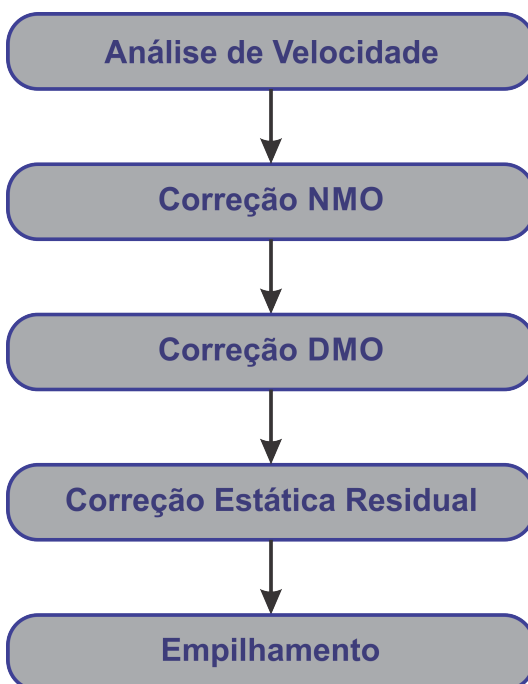 Análise de Velocidade
Correção NMO
Correção DMO
Correção Estática Residual
Empilhamento